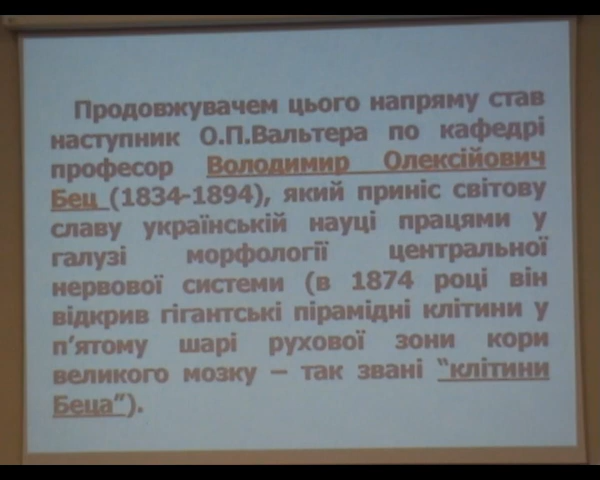 Продовжувачем цього напряму став
наступник О.П.Вальтера по кафедрі
професор Володимир Олексійович
Бец (1834-1894), який приніс світову
славу українській науці працями у
галузі морфології центральної
нервової системи (в 1874 році він
відкрив гігантські пірамідні клітини у
п'ятому шарі рухової зони кори
великого мозку – так звані "клітини
Беца").